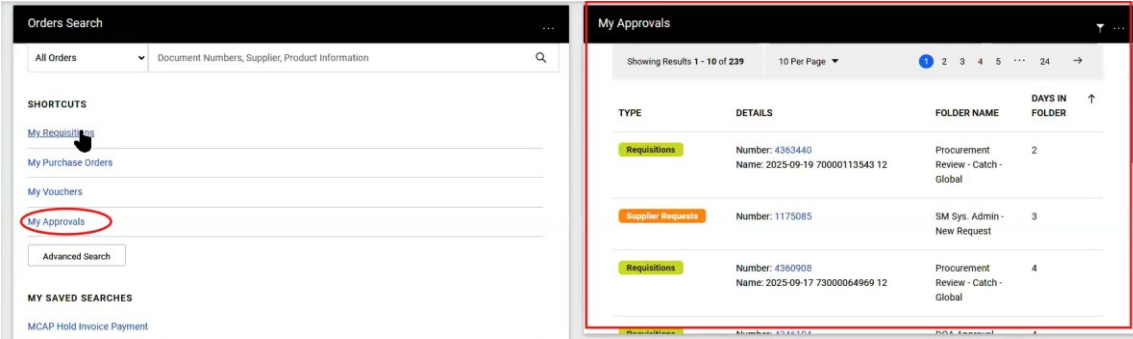 Orders Search
...
All Orders
Document Numbers, Supplier, Product Information
SHORTCUTS
My Requisitions
My Purchase Orders
My Vouchers
My Approvals
Advanced Search
MY SAVED SEARCHES
MCAP Hold Invoice Payment
My Approvals
...
Showing Results 1 - 10 of 239
10 Per Page
1 2 3 4 5 ... 24
TYPE
DETAILS
FOLDER NAME
DAYS IN
FOLDER
Requisitions
Number: 4363440
Name: 2025-09-19 70000113543 12
Procurement
Review - Catch -
Global
2
Supplier Requests
Number: 1175085
SM Sys. Admin -
New Request
3
Requisitions
Number: 4360908
Name: 2025-09-17 73000064969 12
Procurement
Review - Catch -
Global
4
Requisitions
Number:
Approval